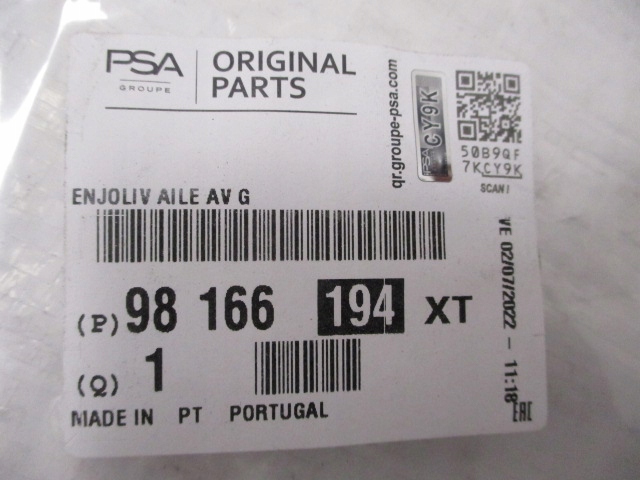 PSA
GROUPE
ORIGINAL
PARTS
qr.groupe-psa.com
PSA CY9K
50B9QF
7KCY9K
SCAN!
ENJOLIV AILE AV G
(P) 98 166 194 XT
(Q) 1
MADE IN PT PORTUGAL
VE 02/07/2022 - 11:18
EAC